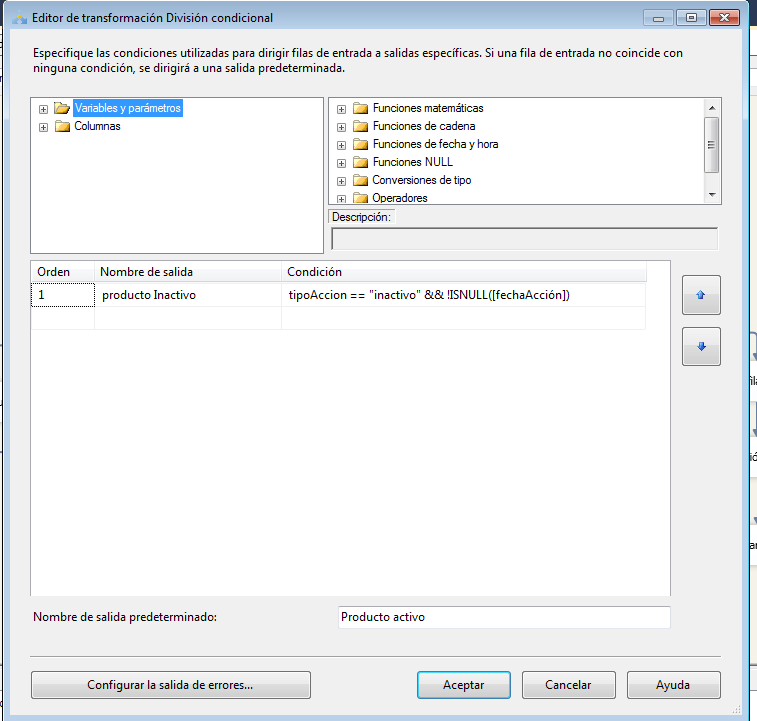 Editor de transformación División condicional
Especifique las condiciones utilizadas para dirigir filas de entrada a salidas específicas. Si una fila de entrada no coincide con
ninguna condición, se dirigirá a una salida predeterminada.
Variables y parámetros
Columnas
Funciones matemáticas
Funciones de cadena
Funciones de fecha y hora
Funciones NULL
Conversiones de tipo
Operadores
Descripción:
Orden Nombre de salida Condición
1 producto Inactivo tipoAccion == "inactivo" && !ISNULL([fechaAcción])
Nombre de salida predeterminado: Producto activo
Configurar la salida de errores... Aceptar Cancelar Ayuda